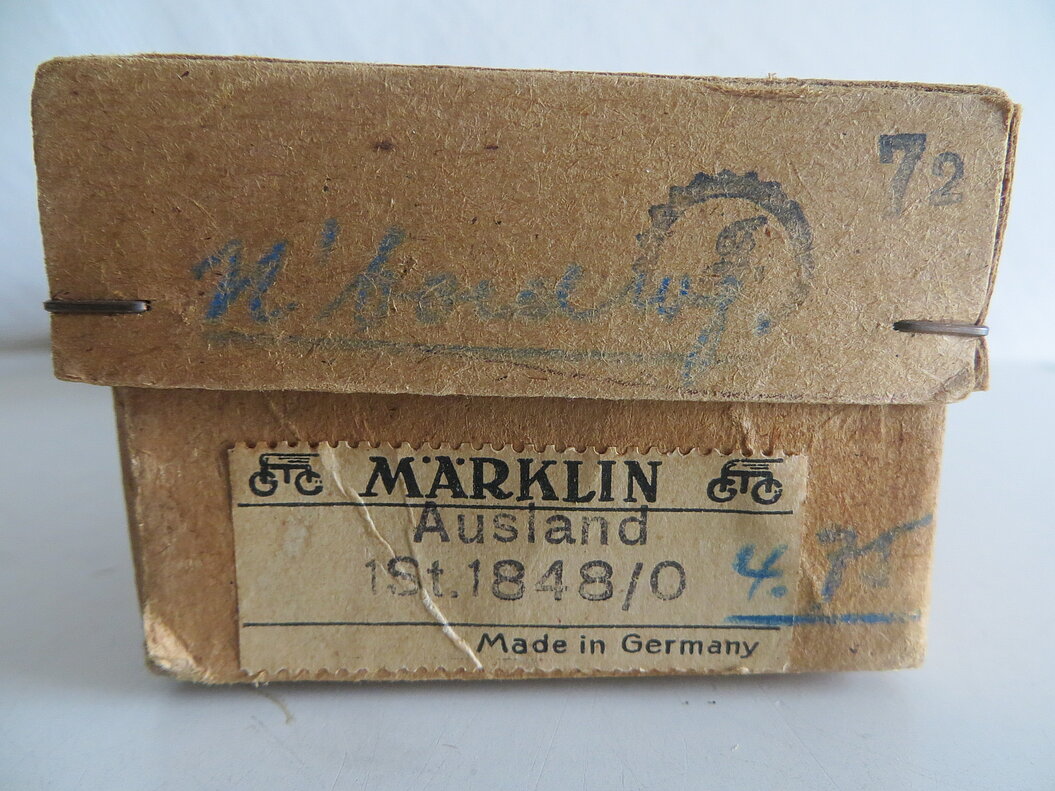 72
MÄRKLIN
Ausland
1St.1848/0
4.75
Made in Germany